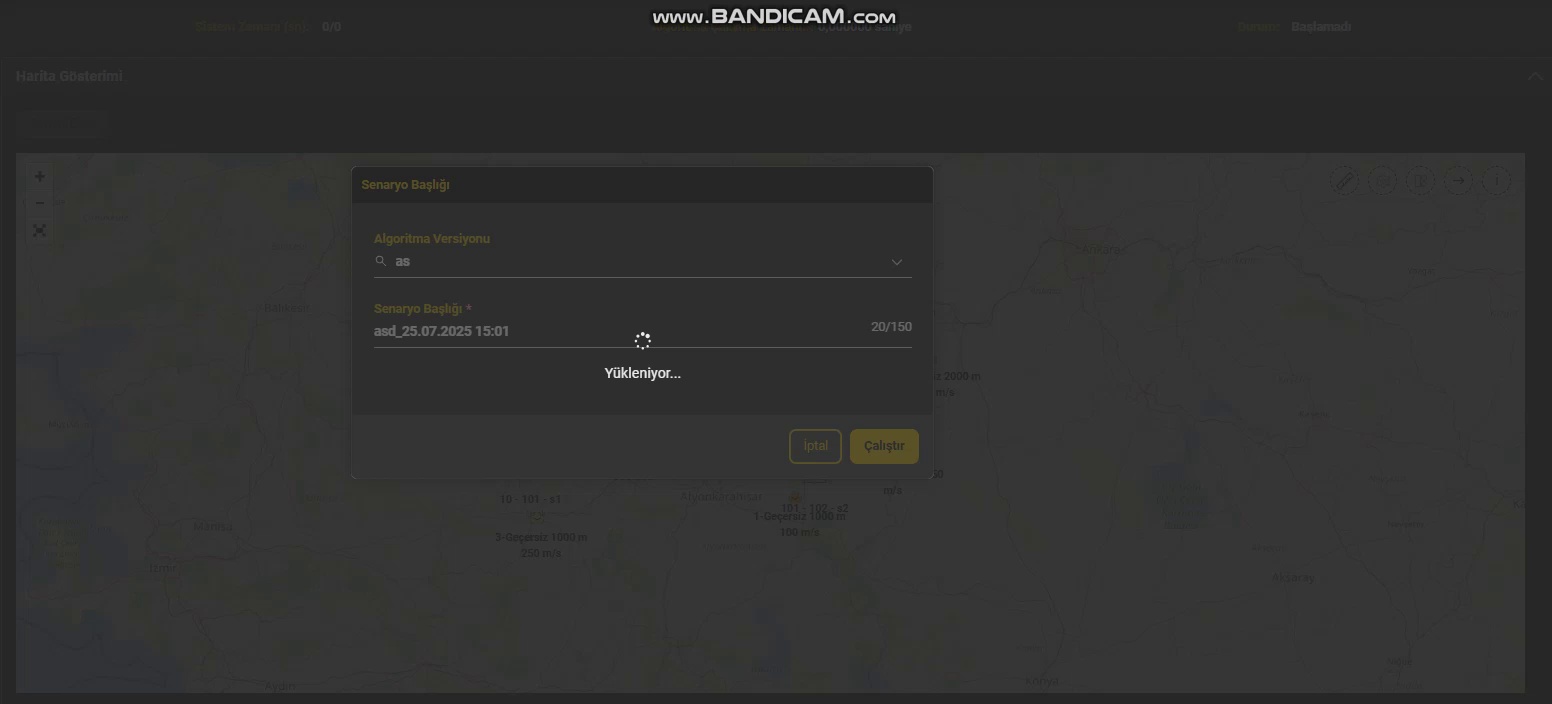 www.BANDICAM.com
Sistem Zamanı (sn): 0/0
0,000000 saniye
Durum: Başlamadı
Harita Gösterimi
Senaryo Başlığı
Algoritma Versiyonu
as
Senaryo Başlığı *
asd_25.07.2025 15:01
20/150
Yükleniyor...
İptal
Çalıştır
Ankara
Balıkesir
2000 m
m/s
m/s
10 - 101 - s1
Afyonkarahisar
101 - 102 - s2
1-Geçersiz 1000 m
100 m/s
3-Geçersiz 1000 m
250 m/s
Manisa
İzmir
Aksaray
Aydın
Konya